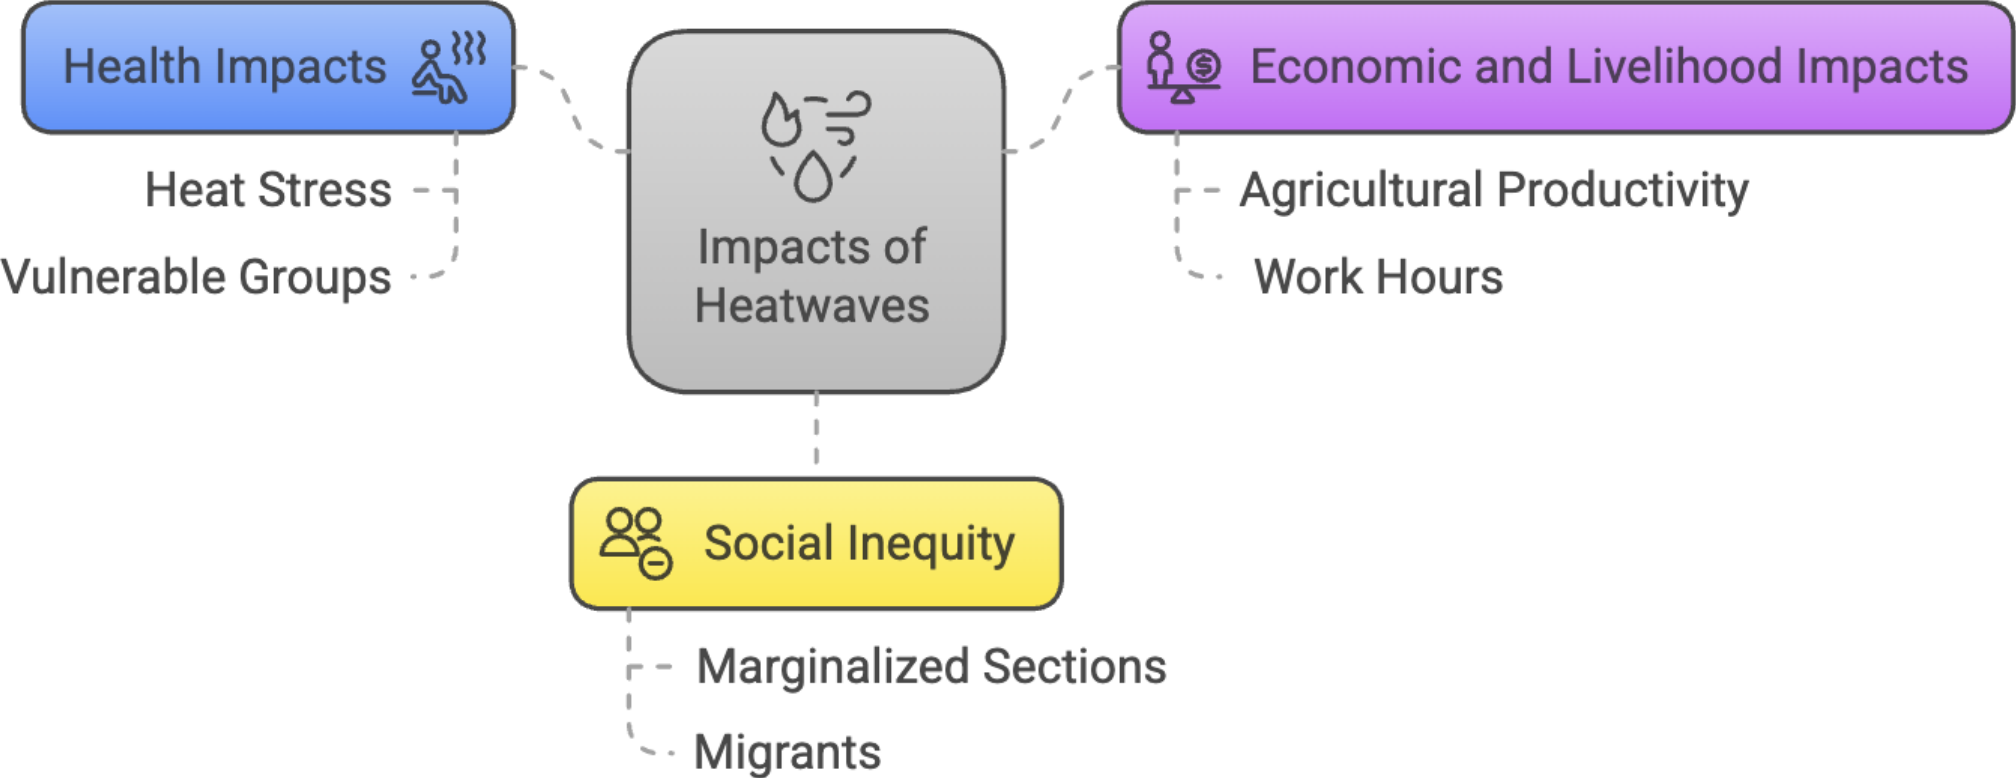 Health Impacts
Heat Stress
Vulnerable Groups
Impacts of
Heatwaves
Economic and Livelihood Impacts
Agricultural Productivity
Work Hours
Social Inequity
Marginalized Sections
Migrants